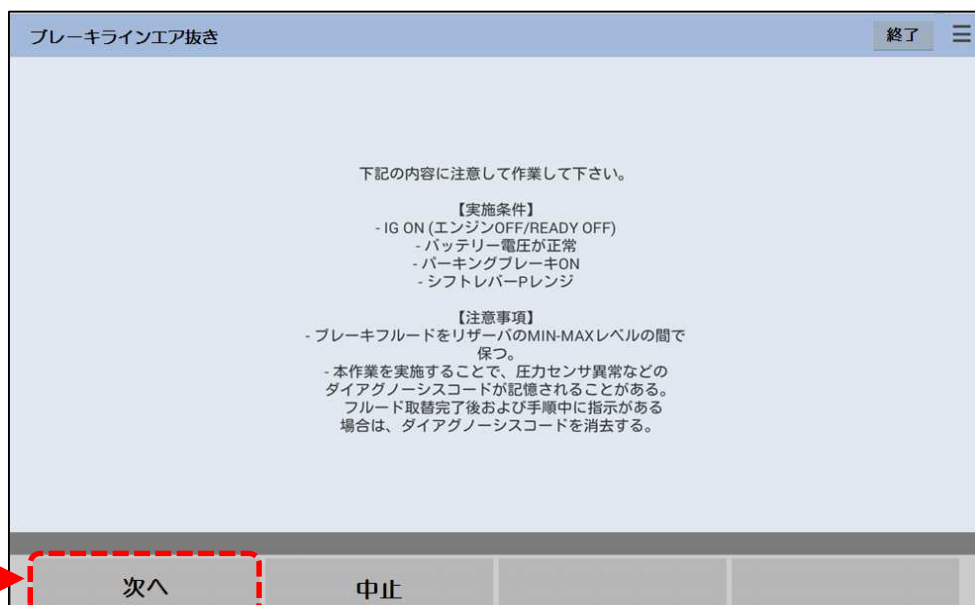 ブレーキラインエア抜き
終了
下記の内容に注意して作業して下さい。
【実施条件】
- IG ON (エンジンOFF/READY OFF)
- バッテリー電圧が正常
- パーキングブレーキON
- シフトレバーPレンジ
【注意事項】
- ブレーキフルードをリザーバのMIN-MAXレベルの間で
保つ。
- 本作業を実施することで、圧力センサ異常などの
ダイアグノーシスコードが記憶されることがある。
フルード取替完了後および手順中に指示がある
場合は、ダイアグノーシスコードを消去する。
次へ
中止